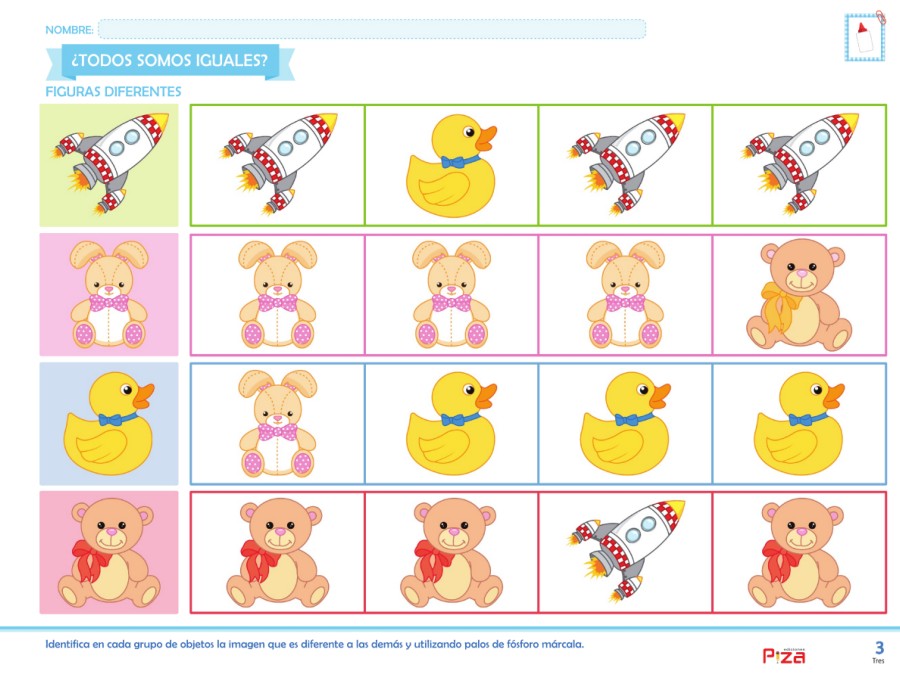 NOMBRE:
¿TODOS SOMOS IGUALES?
FIGURAS DIFERENTES
Identifica en cada grupo de objetos la imagen que es diferente a las demás y utilizando palos de fósforo márcala.
ediciones
PIZA
3
Tres